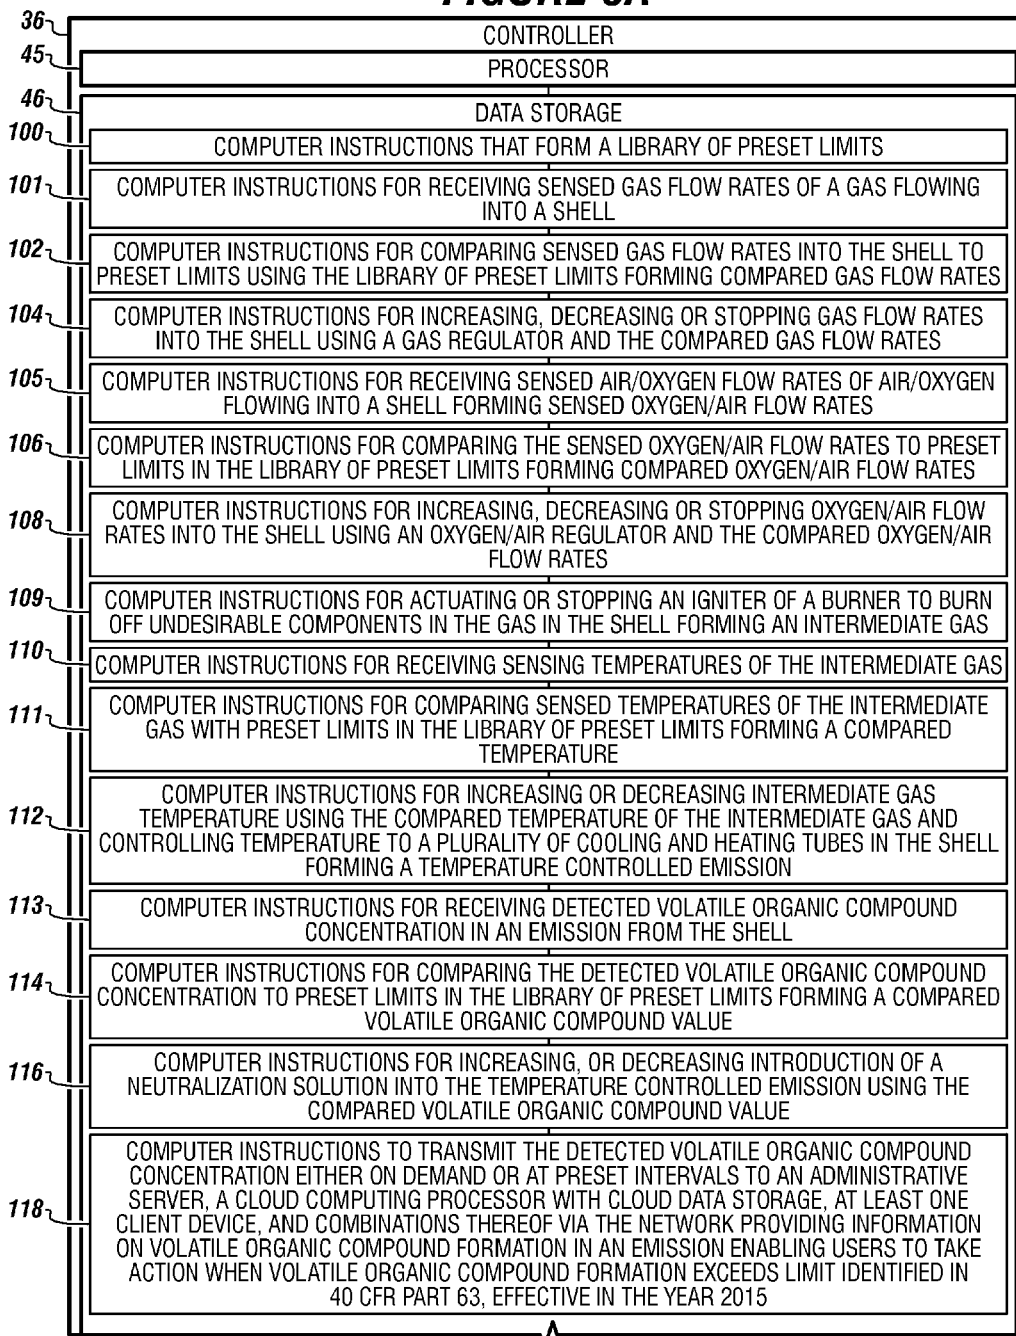 36
CONTROLLER
45
PROCESSOR
46
DATA STORAGE
100
COMPUTER INSTRUCTIONS THAT FORM A LIBRARY OF PRESET LIMITS
101
COMPUTER INSTRUCTIONS FOR RECEIVING SENSED GAS FLOW RATES OF A GAS FLOWING
INTO A SHELL
102
COMPUTER INSTRUCTIONS FOR COMPARING SENSED GAS FLOW RATES INTO THE SHELL TO
PRESET LIMITS USING THE LIBRARY OF PRESET LIMITS FORMING COMPARED GAS FLOW RATES
104
COMPUTER INSTRUCTIONS FOR INCREASING, DECREASING OR STOPPING GAS FLOW RATES
INTO THE SHELL USING A GAS REGULATOR AND THE COMPARED GAS FLOW RATES
105
COMPUTER INSTRUCTIONS FOR RECEIVING SENSED AIR/OXYGEN FLOW RATES OF AIR/OXYGEN
FLOWING INTO A SHELL FORMING SENSED OXYGEN/AIR FLOW RATES
106
COMPUTER INSTRUCTIONS FOR COMPARING THE SENSED OXYGEN/AIR FLOW RATES TO PRESET
LIMITS IN THE LIBRARY OF PRESET LIMITS FORMING COMPARED OXYGEN/AIR FLOW RATES
108
COMPUTER INSTRUCTIONS FOR INCREASING, DECREASING OR STOPPING OXYGEN/AIR FLOW
RATES INTO THE SHELL USING AN OXYGEN/AIR REGULATOR AND THE COMPARED OXYGEN/AIR
FLOW RATES
109
COMPUTER INSTRUCTIONS FOR ACTUATING OR STOPPING AN IGNITER OF A BURNER TO BURN
OFF UNDESIRABLE COMPONENTS IN THE GAS IN THE SHELL FORMING AN INTERMEDIATE GAS
110
COMPUTER INSTRUCTIONS FOR RECEIVING SENSING TEMPERATURES OF THE INTERMEDIATE GAS
111
COMPUTER INSTRUCTIONS FOR COMPARING SENSED TEMPERATURES OF THE INTERMEDIATE
GAS WITH PRESET LIMITS IN THE LIBRARY OF PRESET LIMITS FORMING A COMPARED
TEMPERATURE
112
COMPUTER INSTRUCTIONS FOR INCREASING OR DECREASING INTERMEDIATE GAS
TEMPERATURE USING THE COMPARED TEMPERATURE OF THE INTERMEDIATE GAS AND
CONTROLLING TEMPERATURE TO A PLURALITY OF COOLING AND HEATING TUBES IN THE SHELL
FORMING A TEMPERATURE CONTROLLED EMISSION
113
COMPUTER INSTRUCTIONS FOR RECEIVING DETECTED VOLATILE ORGANIC COMPOUND
CONCENTRATION IN AN EMISSION FROM THE SHELL
114
COMPUTER INSTRUCTIONS FOR COMPARING THE DETECTED VOLATILE ORGANIC COMPOUND
CONCENTRATION TO PRESET LIMITS IN THE LIBRARY OF PRESET LIMITS FORMING A COMPARED
VOLATILE ORGANIC COMPOUND VALUE
116
COMPUTER INSTRUCTIONS FOR INCREASING, OR DECREASING INTRODUCTION OF A
NEUTRALIZATION SOLUTION INTO THE TEMPERATURE CONTROLLED EMISSION USING THE
COMPARED VOLATILE ORGANIC COMPOUND VALUE
118
COMPUTER INSTRUCTIONS TO TRANSMIT THE DETECTED VOLATILE ORGANIC COMPOUND
CONCENTRATION EITHER ON DEMAND OR AT PRESET INTERVALS TO AN ADMINISTRATIVE
SERVER, A CLOUD COMPUTING PROCESSOR WITH CLOUD DATA STORAGE, AT LEAST ONE
CLIENT DEVICE, AND COMBINATIONS THEREOF VIA THE NETWORK PROVIDING INFORMATION
ON VOLATILE ORGANIC COMPOUND FORMATION IN AN EMISSION ENABLING USERS TO TAKE
ACTION WHEN VOLATILE ORGANIC COMPOUND FORMATION EXCEEDS LIMIT IDENTIFIED IN
40 CFR PART 63, EFFECTIVE IN THE YEAR 2015